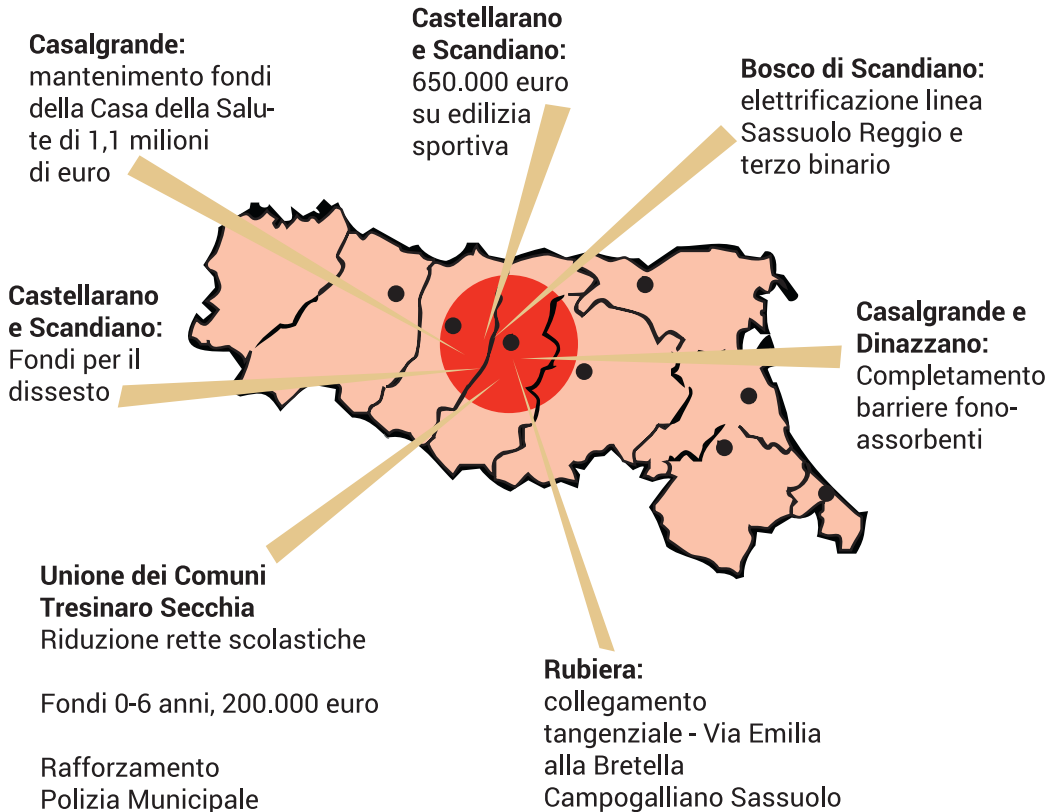 Casalgrande:
mantenimento fondi
della Casa della Salu-
te di 1,1 milioni
di euro
Castellarano
e Scandiano:
650.000 euro
su edilizia
sportiva
Bosco di Scandiano:
elettrificazione linea
Sassuolo Reggio e
terzo binario
Castellarano
e Scandiano:
Fondi per il
dissesto
Casalgrande e
Dinazzano:
Completamento
barriere fono-
assorbenti
Unione dei Comuni
Tresinaro Secchia
Riduzione rette scolastiche
Fondi 0-6 anni, 200.000 euro
Rafforzamento
Polizia Municipale
Rubiera:
collegamento
tangenziale - Via Emilia
alla Bretella
Campogalliano Sassuolo